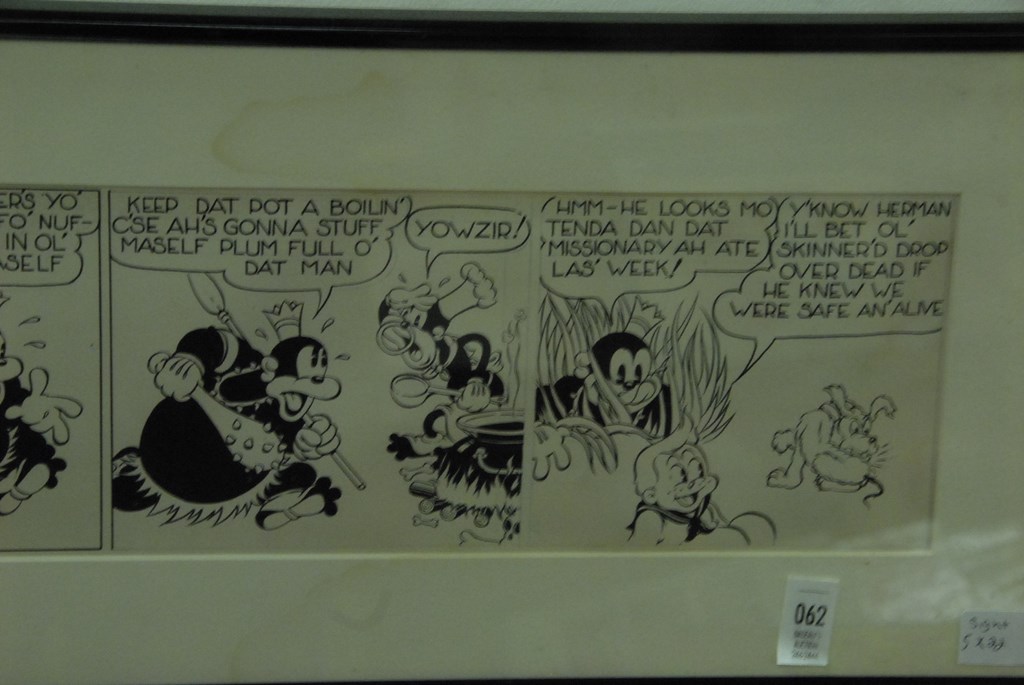 ER'S YO'
FO' NUF-
IN OL'
ASELF
KEEP DAT POT A BOILIN'
C'SE AH'S GONNA STUFF
MASELF PLUM FULL O'
DAT MAN
YOWZIR!
HMM-HE LOOKS MO'
TENDA DAN DAT
MISSIONARY AH ATE
LAS' WEEK!
Y'KNOW HERMAN
I'LL BET OL'
SKINNER'D DROP
OVER DEAD IF
HE KNEW WE
WERE SAFE AN' ALIVE
062